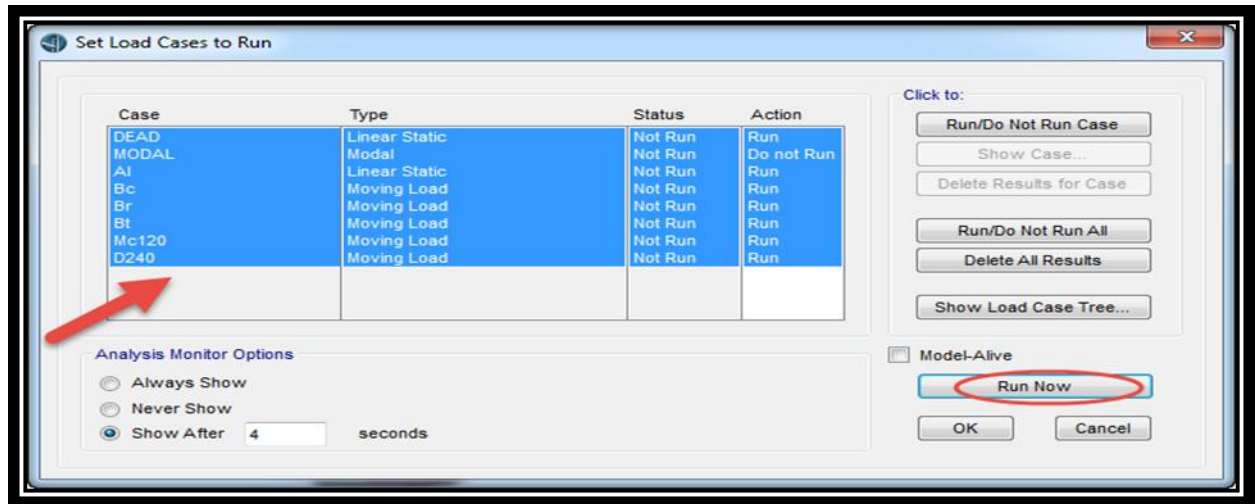 Set Load Cases to Run
Click to:
Case Type Status Action
DEAD Linear Static Not Run Run
MODAL Modal Not Run Do not Run
Al Linear Static Not Run Run
Bc Moving Load Not Run Run
Br Moving Load Not Run Run
Bt Moving Load Not Run Run
Mc120 Moving Load Not Run Run
D240 Moving Load Not Run Run
Run/Do Not Run Case
Show Case...
Delete Results for Case
Run/Do Not Run All
Delete All Results
Show Load Case Tree...
Analysis Monitor Options
Always Show
Never Show
Show After 4 seconds
Model-Alive
Run Now
OK Cancel